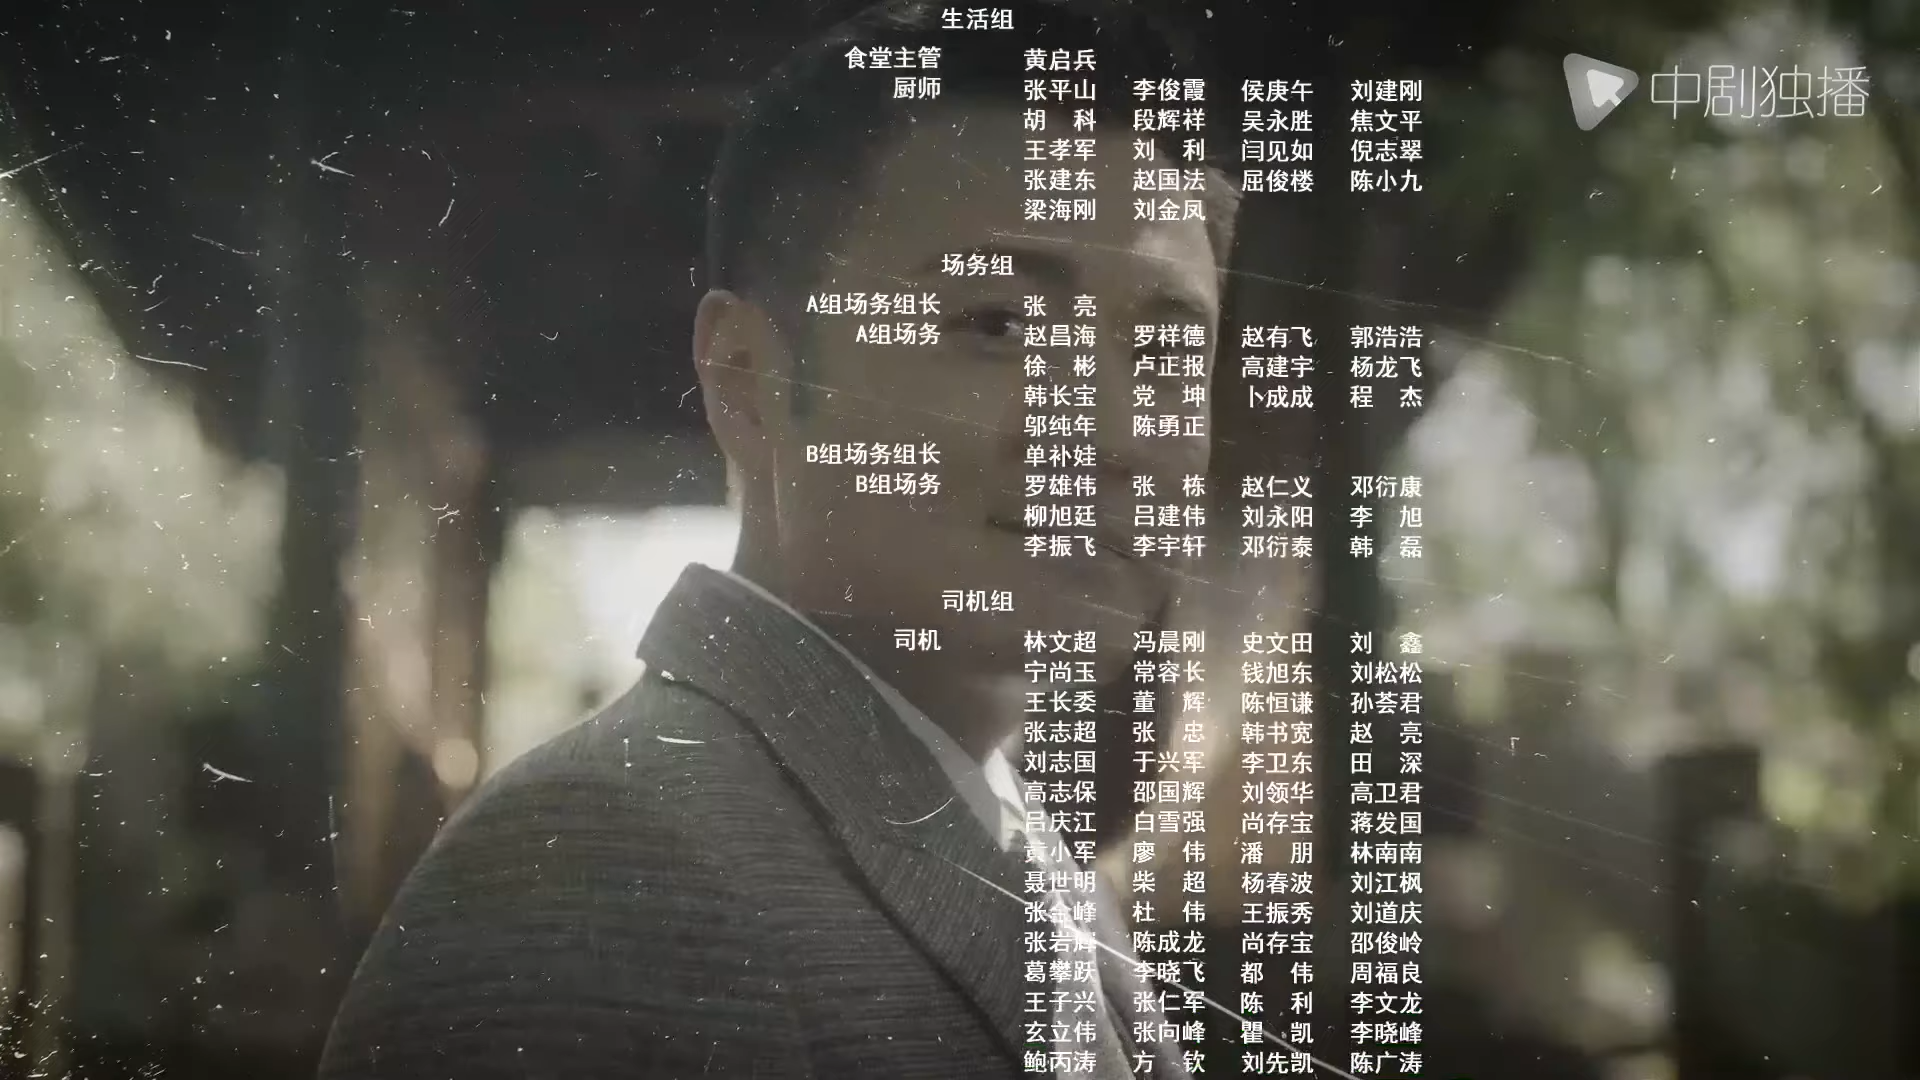 生活组
中剧独播
食堂主管 黄启兵
厨师 张平山 李俊霞 侯庚午 刘建刚
胡 科 段辉祥 吴永胜 焦文平
王孝军 刘 利 闫见如 倪志翠
张建东 赵国法 屈俊楼 陈小九
梁海刚 刘金凤
场务组
A组场务组长 张 亮
A组场务 赵昌海 罗祥德 赵有飞 郭浩浩
徐 彬 卢正报 高建宇 杨龙飞
韩长宝 党 坤 卜成成 程 杰
邬纯年 陈勇正
B组场务组长 单补娃
B组场务 罗雄伟 张 栋 赵仁义 邓衍康
柳旭廷 吕建伟 刘永阳 李 旭
李振飞 李宇轩 邓衍泰 韩 磊
司机组
司机 林文超 冯晨刚 史文田 刘 鑫
宁尚玉 常容长 钱旭东 刘松松
王长委 董 辉 陈恒谦 孙荟君
张志超 张 忠 韩书宽 赵 亮
刘志国 于兴军 李卫东 田 深
高志保 邵国辉 刘领华 高卫君
吕庆江 白雪强 尚存宝 蒋发国
袁小军 廖 伟 潘 朋 林南南
聂世明 柴 超 杨春波 刘江枫
张金峰 杜 伟 王振秀 刘道庆
张岩辉 陈成龙 尚存宝 邵俊岭
葛攀跃 李晓飞 都 伟 周福良
王子兴 张仁军 陈 利 李文龙
玄立伟 张向峰 瞿 凯 李晓峰
鲍丙涛 方 钦 刘先凯 陈广涛